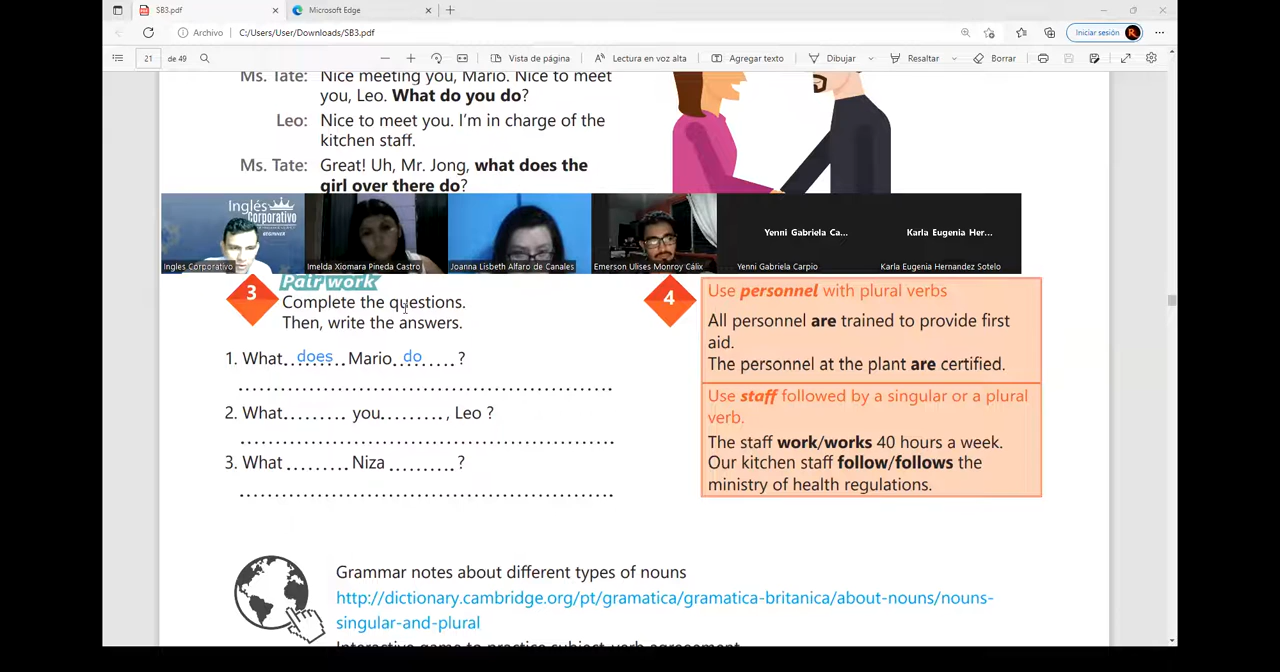 SB3.pdf
Microsoft Edge
Archivo C:/Users/User/Downloads/SB3.pdf
Iniciar sesión R
21 de 49
Vista de página
Lectura en voz alta
Agregar texto
Dibujar
Resaltar
Borrar
Ms. Tate: Nice meeting you, Mario. Nice to meet
you, Leo. What do you do?
Leo: Nice to meet you. I'm in charge of the
kitchen staff.
Ms. Tate: Great! Uh, Mr. Jong, what does the
girl over there do?
Inglés
Corporativo
BEGINNER
Ingles Corporativo
Imelda Xiomara Pineda Castro
Joanna Lisbeth Alfaro de Canales
Emerson Ulises Monroy Cálix
Yenni Gabriela Ca...
Yenni Gabriela Carpio
Karla Eugenia Her...
Karla Eugenia Hernandez Sotelo
3 Pair work
Complete the questions.
Then, write the answers.
1. What does Mario do ?
2. What......... you........., Leo ?
3. What ......... Niza .........?
4 Use personnel with plural verbs
All personnel are trained to provide first
aid.
The personnel at the plant are certified.
Use staff followed by a singular or a plural
verb.
The staff work/works 40 hours a week.
Our kitchen staff follow/follows the
ministry of health regulations.
Grammar notes about different types of nouns
http://dictionary.cambridge.org/pt/gramatica/gramatica-britanica/about-nouns/nouns-
singular-and-plural
Interactive game to practice subject-verb agreement